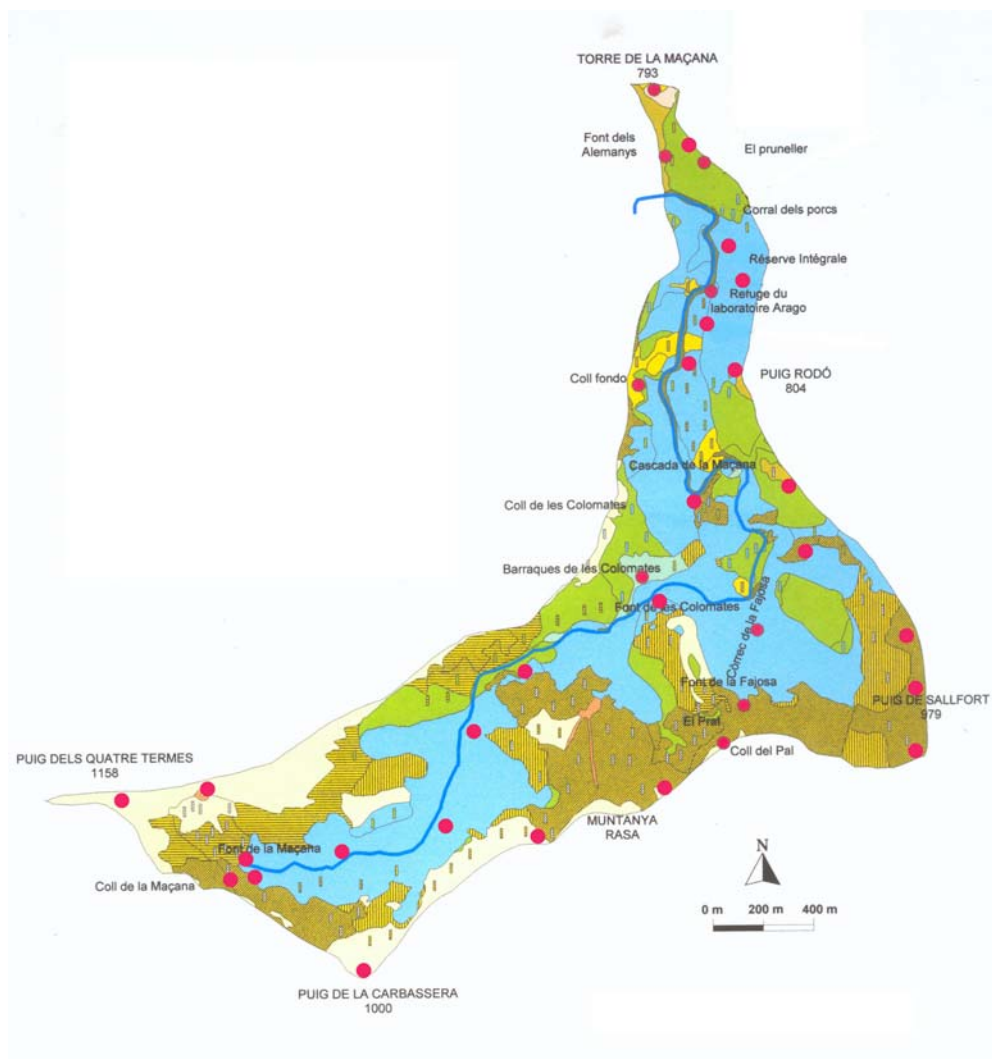 TORRE DE LA MAÇANA
793
Font dels
Alemanys
El pruneller
Corral dels porcs
Réserve Intégrale
Refuge du
laboratoire Arago
Coll fondo
PUIG RODÓ
804
Cascada de la Maçana
Coll de les Colomates
Barraques de les Colomates
Font de les Colomates
Còrrec de la Fajosa
Font de la Fajosa
PUIG DE SALLFORT
979
El Prat
Coll del Pal
PUIG DELS QUATRE TERMES
1158
MUNTANYA
RASA
Font de la Maçana
Coll de la Maçana
N
0 m 200 m 400 m
PUIG DE LA CARBASSERA
1000